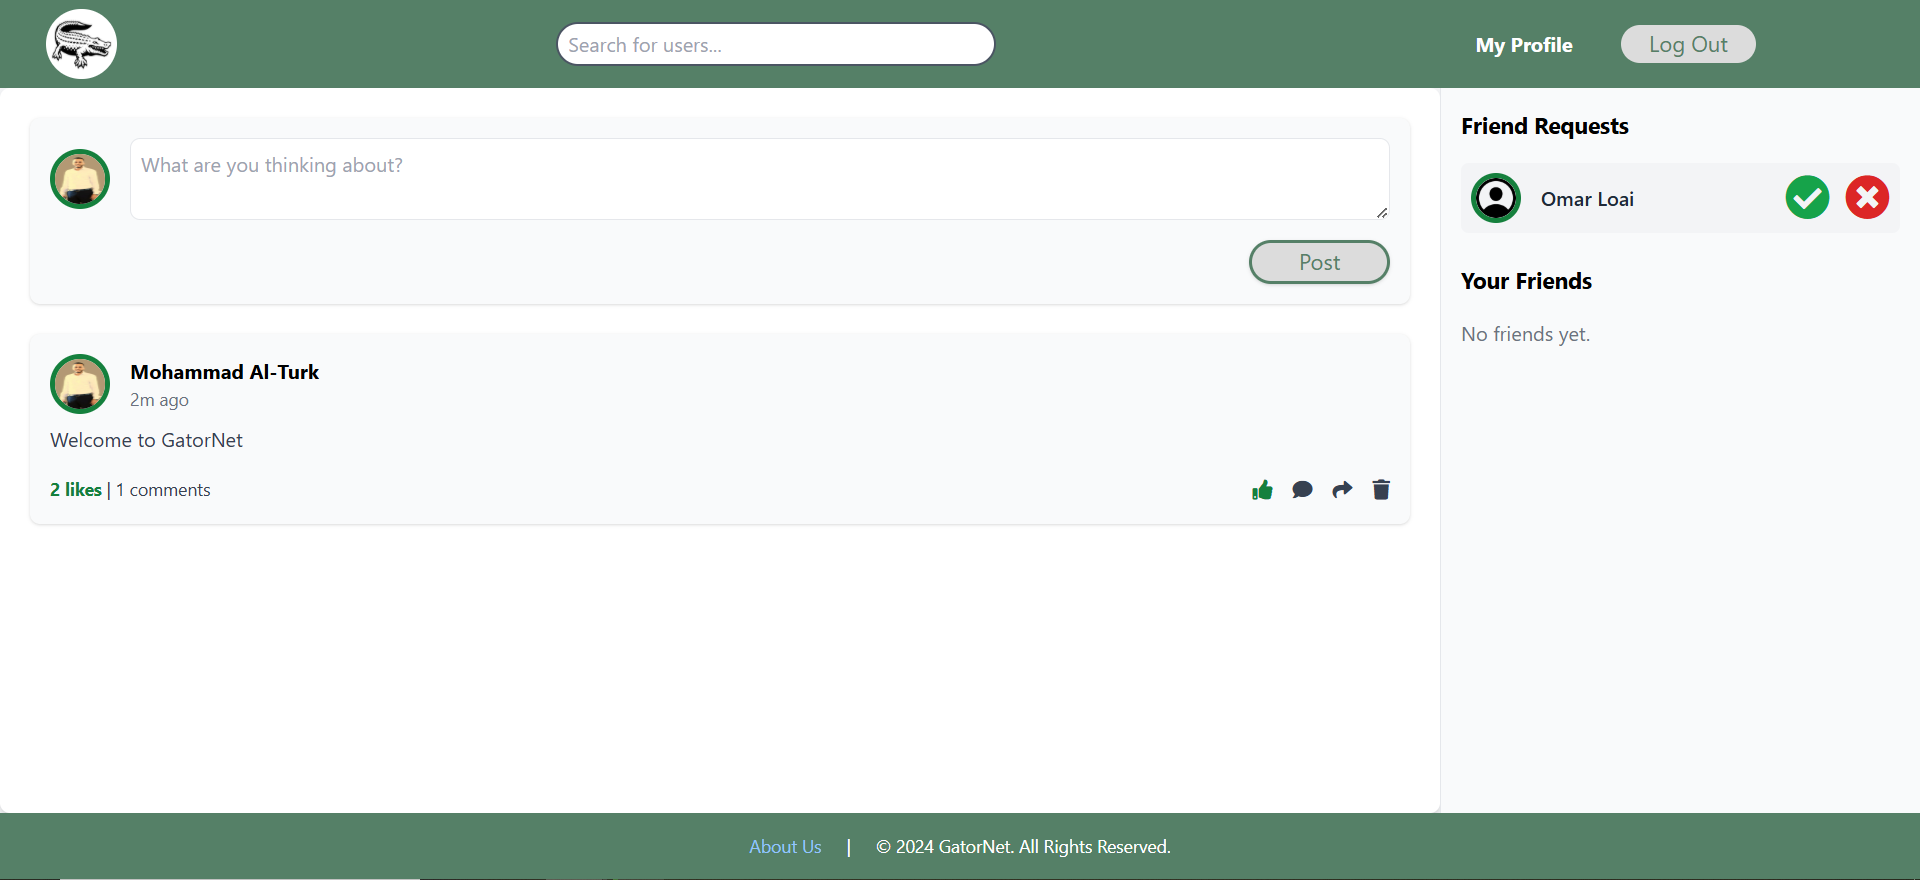 Search for users...
My Profile
Log Out
What are you thinking about?
Post
Mohammad Al-Turk
2m ago
Welcome to GatorNet
2 likes | 1 comments
Friend Requests
Omar Loai
Your Friends
No friends yet.
About Us | © 2024 GatorNet. All Rights Reserved.